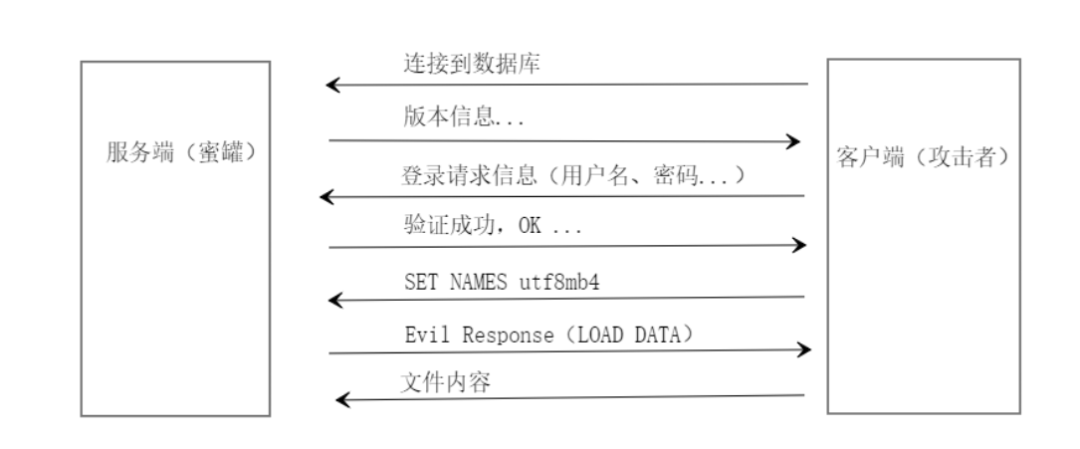 连接到数据库
版本信息...
服务端（蜜罐）
客户端（攻击者）
登录请求信息（用户名、密码...）
验证成功，OK ...
SET NAMES utf8mb4
Evil Response（LOAD DATA）
文件内容